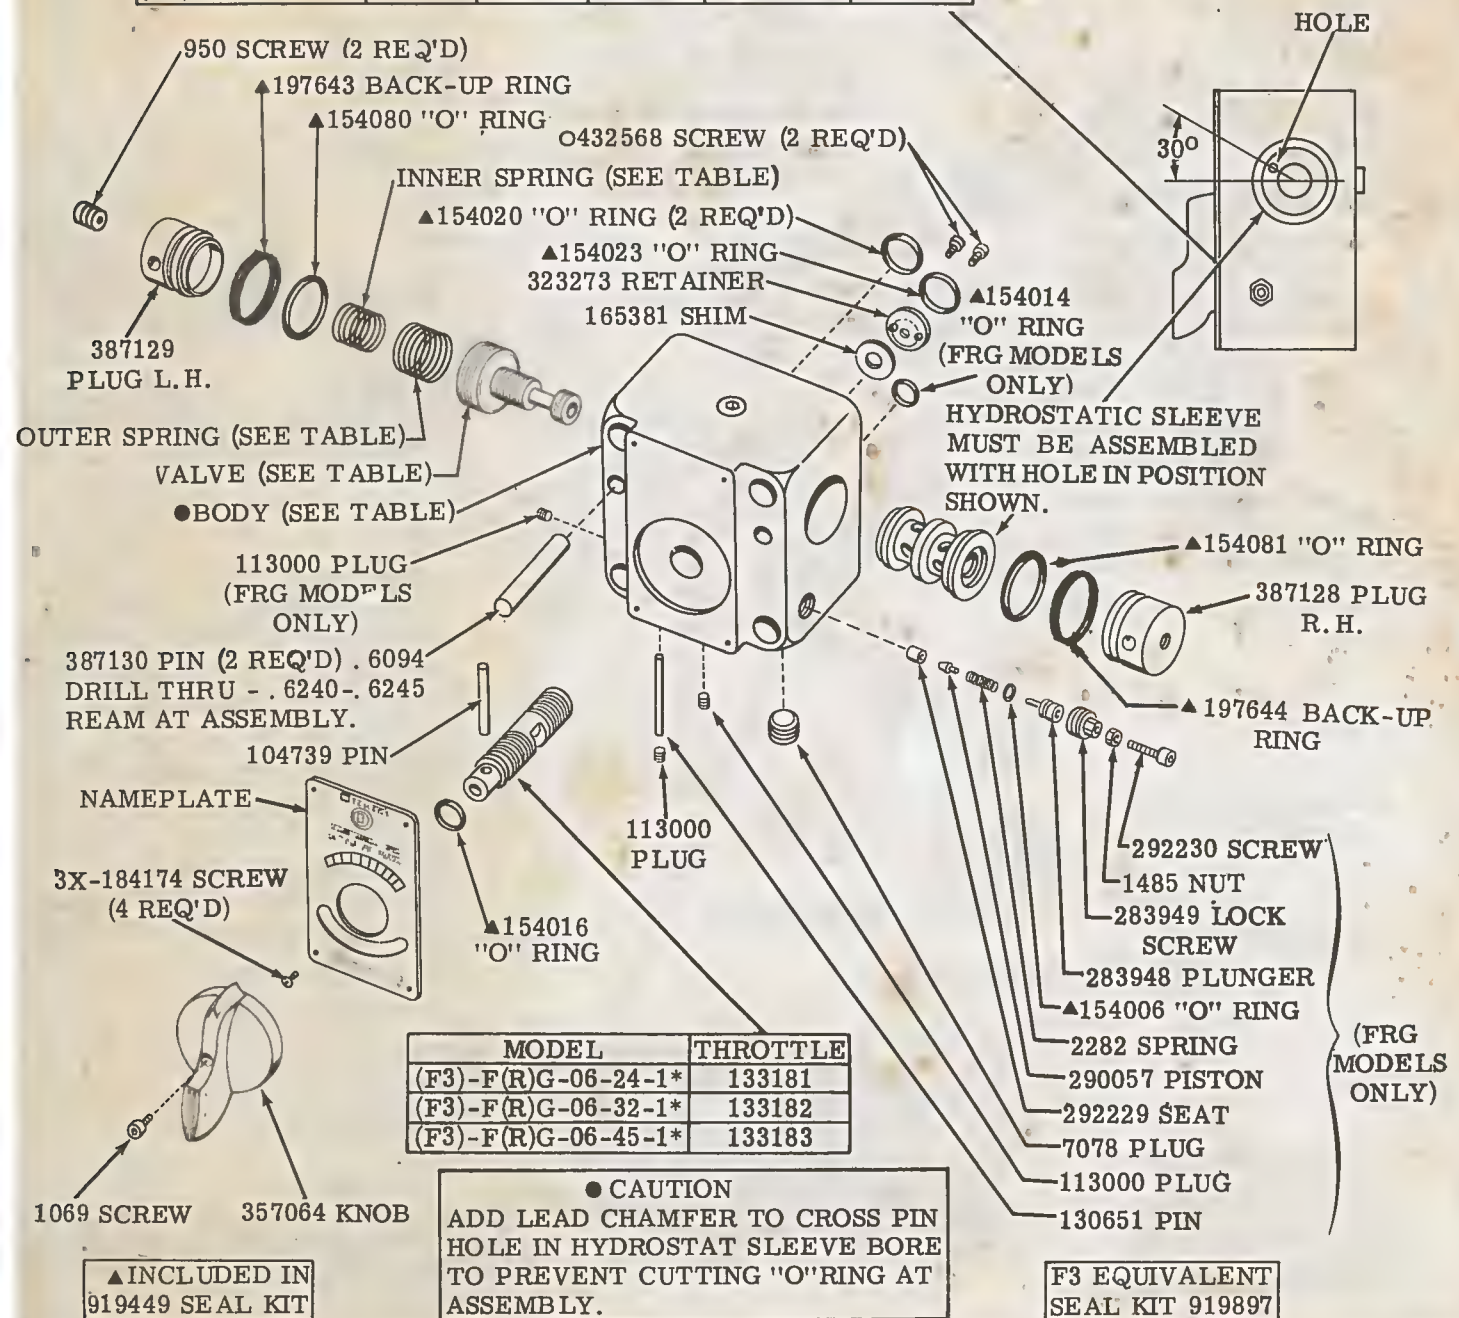 HOLE
950 SCREW (2 REQ'D)
▲197643 BACK-UP RING
▲154080 "O" RING
O432568 SCREW (2 REQ'D)
30°
INNER SPRING (SEE TABLE)
▲154020 "O" RING (2 REQ'D)
▲154023 "O" RING
323273 RETAINER
165381 SHIM
▲154014
"O" RING
(FRG MODELS
ONLY)
387129
PLUG L.H.
HYDROSTATIC SLEEVE
MUST BE ASSEMBLED
WITH HOLE IN POSITION
SHOWN.
OUTER SPRING (SEE TABLE)
VALVE (SEE TABLE)
●BODY (SEE TABLE)
113000 PLUG
(FRG MODELS
ONLY)
▲154081 "O" RING
387128 PLUG
R.H.
387130 PIN (2 REQ'D) .6094
DRILL THRU - .6240-.6245
REAM AT ASSEMBLY.
▲197644 BACK-UP
RING
104739 PIN
NAMEPLATE
113000
PLUG
3X-184174 SCREW
(4 REQ'D)
▲154016
"O" RING
292230 SCREW
1485 NUT
283949 LOCK
SCREW
283948 PLUNGER
▲154006 "O" RING
2282 SPRING
290057 PISTON
292229 SEAT
7078 PLUG
113000 PLUG
130651 PIN
(FRG
MODELS
ONLY)
MODEL THROTTLE
(F3)-F(R)G-06-24-1* 133181
(F3)-F(R)G-06-32-1* 133182
(F3)-F(R)G-06-45-1* 133183
1069 SCREW
357064 KNOB
● CAUTION
ADD LEAD CHAMFER TO CROSS PIN
HOLE IN HYDROSTAT SLEEVE BORE
TO PREVENT CUTTING "O"RING AT
ASSEMBLY.
▲INCLUDED IN
919449 SEAL KIT
F3 EQUIVALENT
SEAL KIT 919897